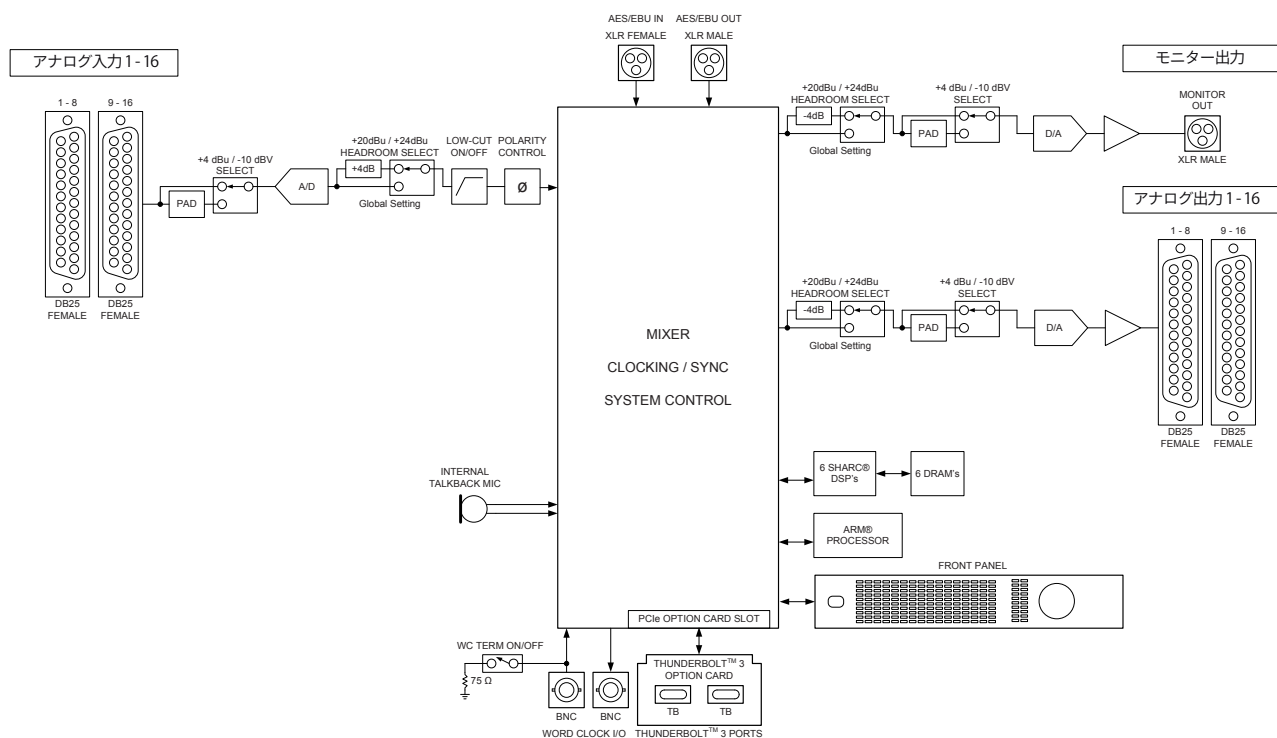 AES/EBU IN
XLR FEMALE
AES/EBU OUT
XLR MALE
アナログ入力 1 - 16
1 - 8
9 - 16
DB25
FEMALE
DB25
FEMALE
PAD
+4 dBu / -10 dBV
SELECT
A/D
+20dBu / +24dBu
HEADROOM SELECT
+4dB
Global Setting
LOW-CUT
ON/OFF
POLARITY
CONTROL
Ø
MIXER
CLOCKING / SYNC
SYSTEM CONTROL
PCIe OPTION CARD SLOT
モニター出力
+20dBu / +24dBu
HEADROOM SELECT
-4dB
Global Setting
PAD
+4 dBu / -10 dBV
SELECT
D/A
MONITOR
OUT
XLR MALE
アナログ出力 1 - 16
+20dBu / +24dBu
HEADROOM SELECT
-4dB
Global Setting
PAD
+4 dBu / -10 dBV
SELECT
D/A
1 - 8
9 - 16
DB25
FEMALE
DB25
FEMALE
INTERNAL
TALKBACK MIC
6 SHARC®
DSP's
6 DRAM's
ARM®
PROCESSOR
FRONT PANEL
WC TERM ON/OFF
75 Ω
BNC
BNC
WORD CLOCK I/O
THUNDERBOLT™ 3
OPTION CARD
TB
TB
THUNDERBOLT™ 3 PORTS